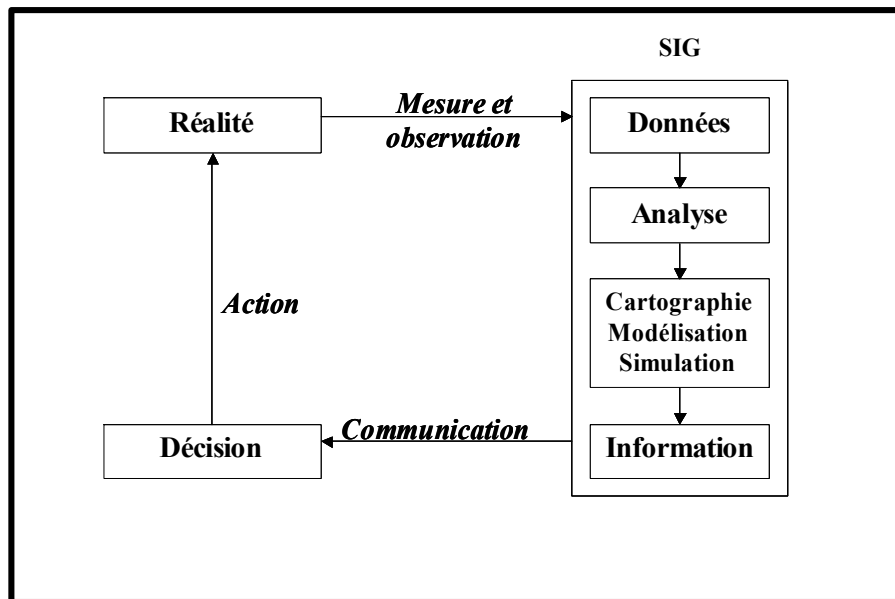 SIG
Réalité
Mesure et
observation
Données
Analyse
Action
Cartographie
Modélisation
Simulation
Décision
Communication
Information